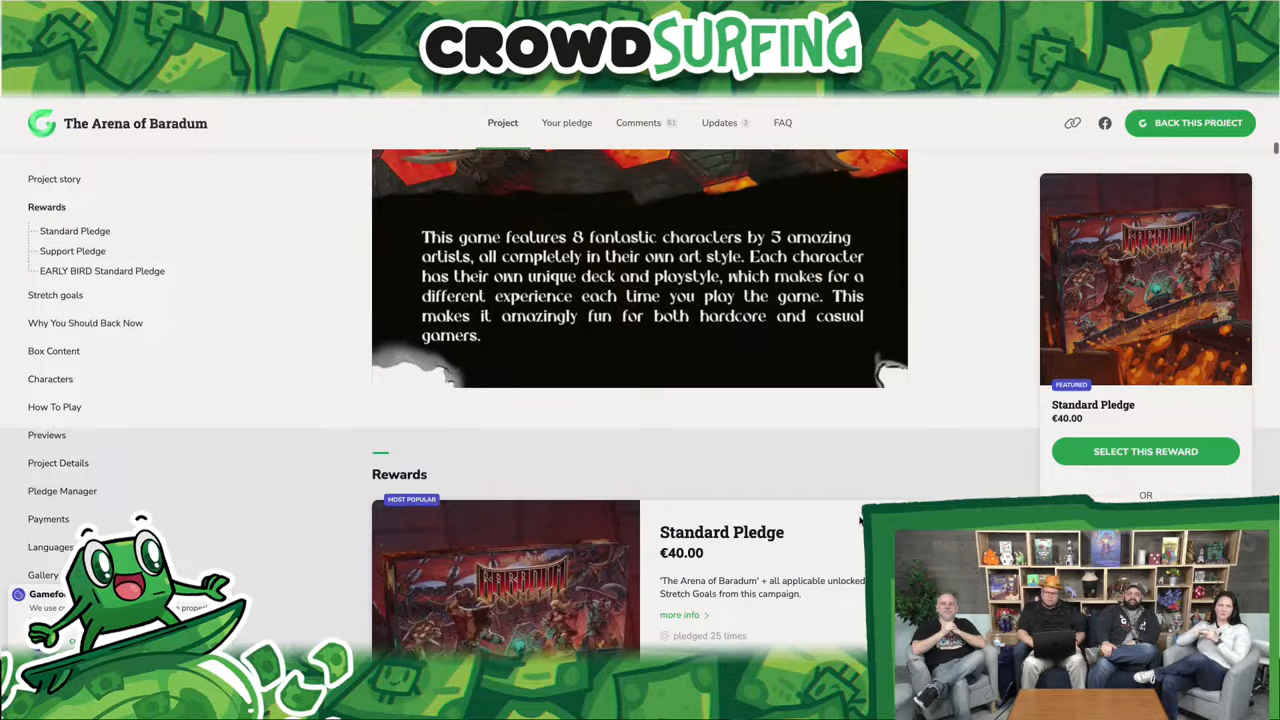 CROWDSURFING
The Arena of Baradum
Project
Your pledge
Comments 61
Updates 3
FAQ
BACK THIS PROJECT
Project story
Rewards
Standard Pledge
Support Pledge
EARLY BIRD Standard Pledge
Stretch goals
Why You Should Back Now
Box Content
Characters
How To Play
Previews
Project Details
Pledge Manager
Payments
Languages
Gallery
Gamefo
We use co
This game features 8 fantastic characters by 5 amazing
artists, all completely in their own art style. Each character
has their own unique deck and playstyle, which makes for a
different experience each time you play the game. This
makes it amazingly fun for both hardcore and casual
gamers.
Rewards
MOST POPULAR
BARADUM
Standard Pledge
€40.00
'The Arena of Baradum' + all applicable unlocked
Stretch Goals from this campaign.
more info
pledged 25 times
BARADUM
FEATURED
Standard Pledge
€40.00
SELECT THIS REWARD
OR